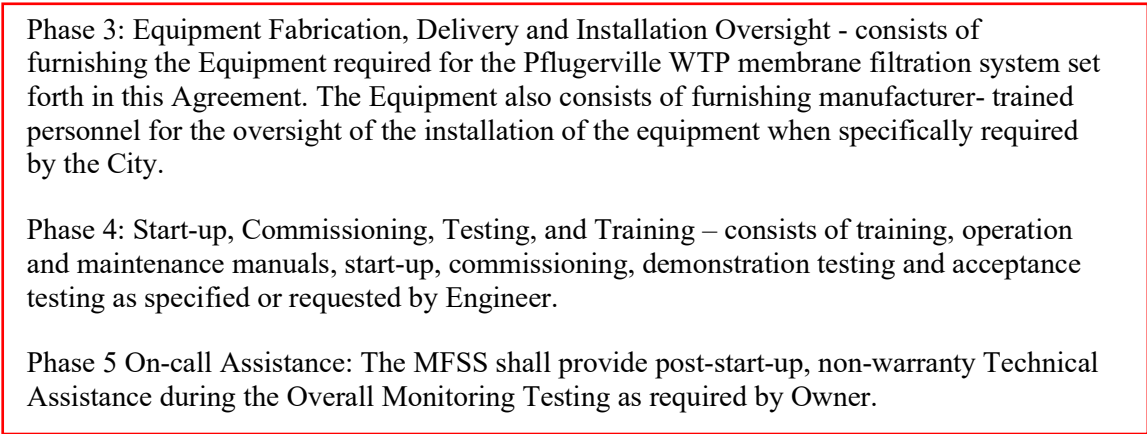 Phase 3: Equipment Fabrication, Delivery and Installation Oversight - consists of
furnishing the Equipment required for the Pflugerville WTP membrane filtration system set
forth in this Agreement. The Equipment also consists of furnishing manufacturer- trained
personnel for the oversight of the installation of the equipment when specifically required
by the City.
Phase 4: Start-up, Commissioning, Testing, and Training – consists of training, operation
and maintenance manuals, start-up, commissioning, demonstration testing and acceptance
testing as specified or requested by Engineer.
Phase 5 On-call Assistance: The MFSS shall provide post-start-up, non-warranty Technical
Assistance during the Overall Monitoring Testing as required by Owner.